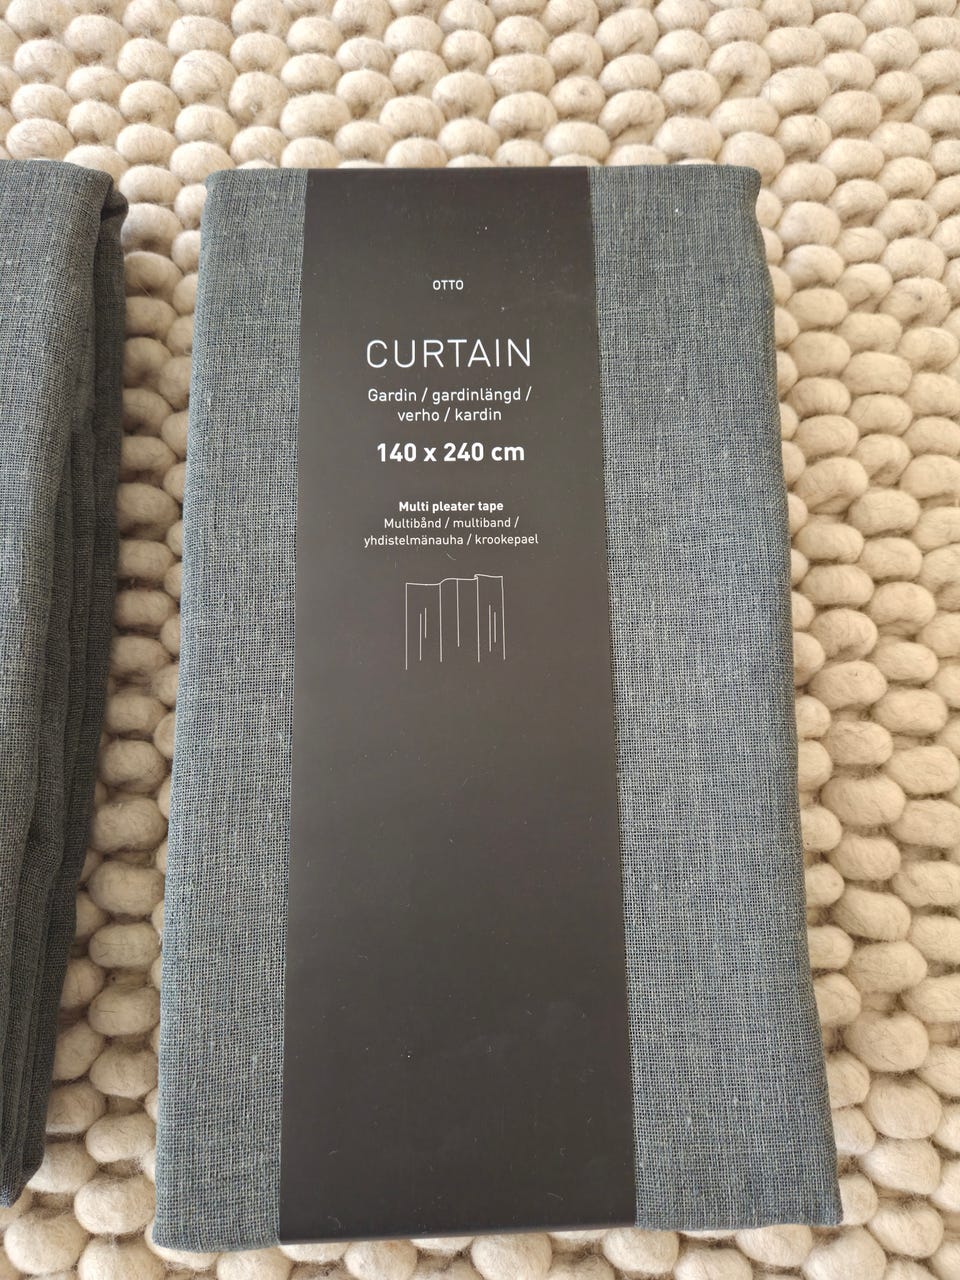 OTTO
CURTAIN
Gardin / gardinlängd /
verho / kardin
140 x 240 cm
Multi pleater tape
Multibånd / multiband /
yhdistelmänauha / krookepael